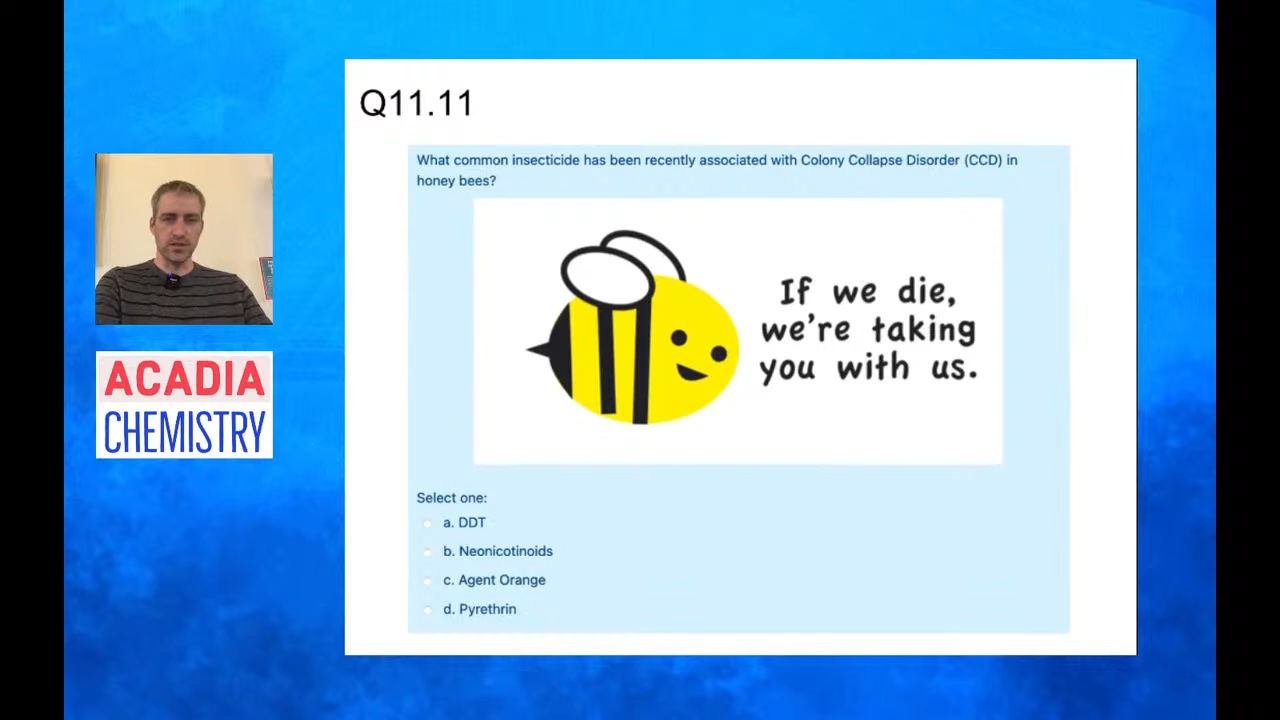 Q11.11
What common insecticide has been recently associated with Colony Collapse Disorder (CCD) in
honey bees?
If we die,
we're taking
you with us.
ACADIA
CHEMISTRY
Select one:
a. DDT
b. Neonicotinoids
c. Agent Orange
d. Pyrethrin